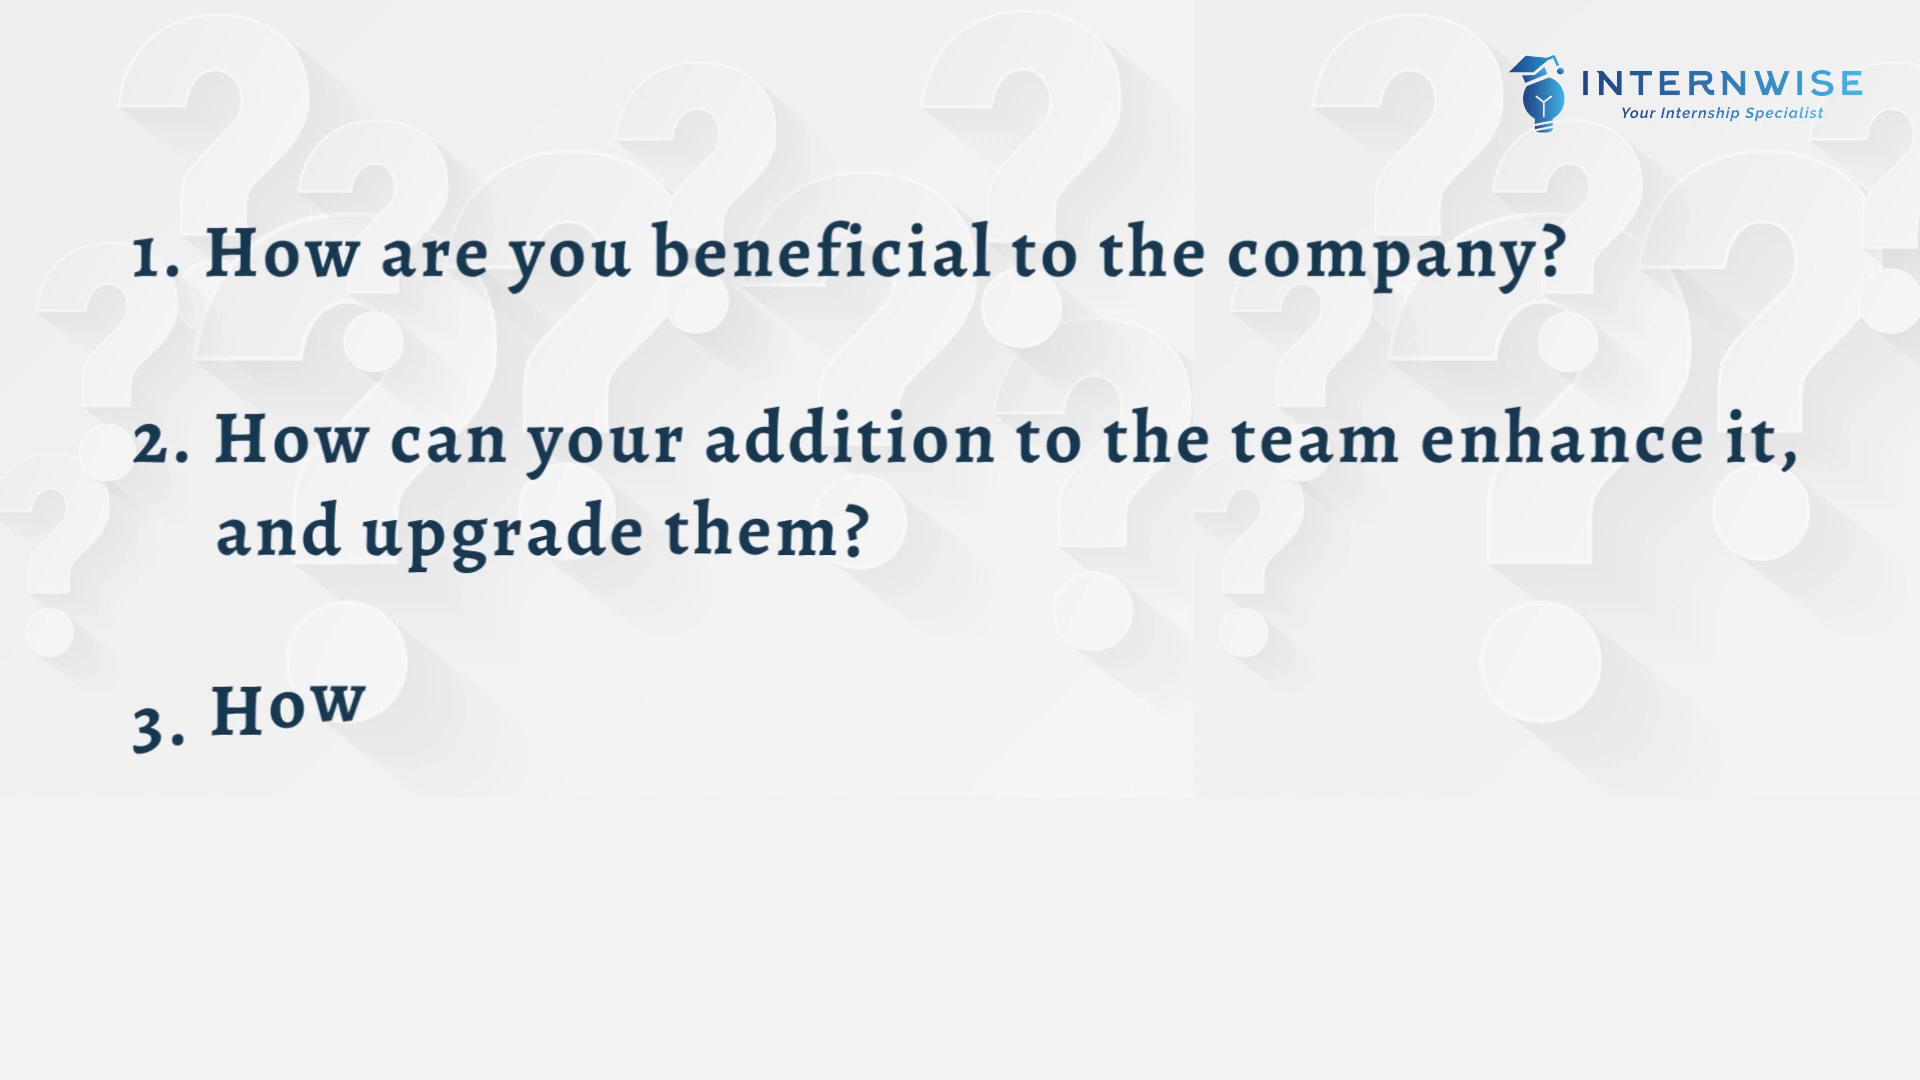 INTERNWISE
Your Internship Specialist
1. How are you beneficial to the company?
2. How can your addition to the team enhance it,
and upgrade them?
3. How